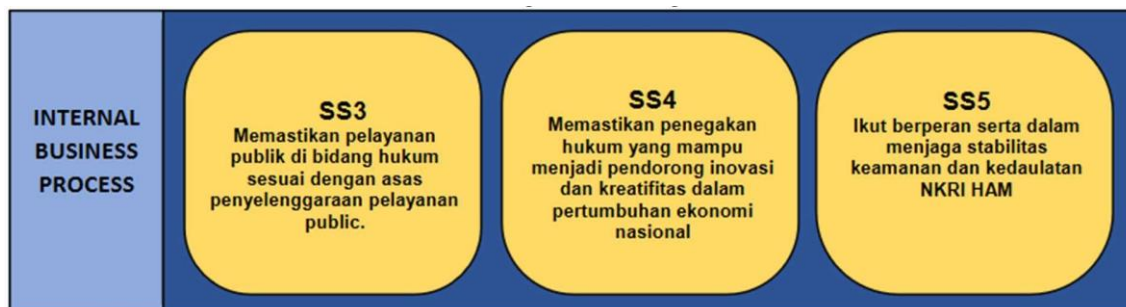 INTERNAL
BUSINESS
PROCESS
SS3
Memastikan pelayanan
publik di bidang hukum
sesuai dengan asas
penyelenggaraan pelayanan
public.
SS4
Memastikan penegakan
hukum yang mampu
menjadi pendorong inovasi
dan kreatifitas dalam
pertumbuhan ekonomi
nasional
SS5
Ikut berperan serta dalam
menjaga stabilitas
keamanan dan kedaulatan
NKRI HAM